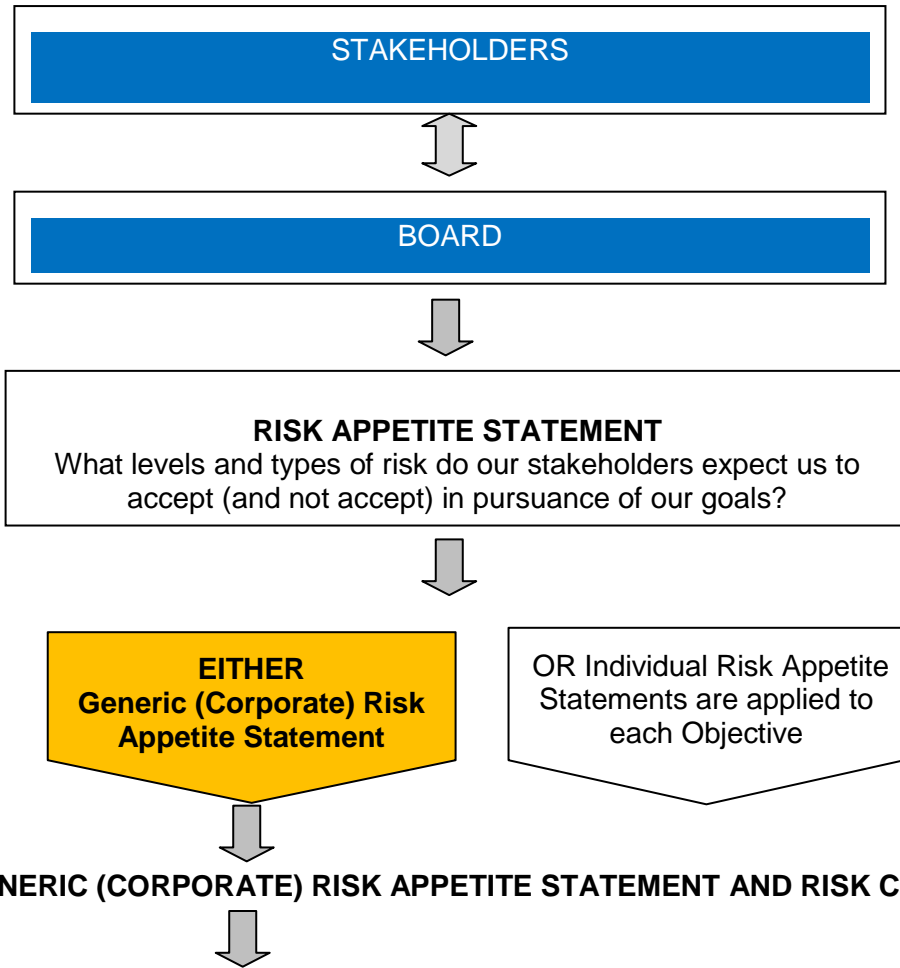 STAKEHOLDERS
BOARD
RISK APPETITE STATEMENT
What levels and types of risk do our stakeholders expect us to
accept (and not accept) in pursuance of our goals?
EITHER
Generic (Corporate) Risk
Appetite Statement
OR Individual Risk Appetite
Statements are applied to
each Objective
(CORPORATE) RISK APPETITE STATEMENT AND RISK